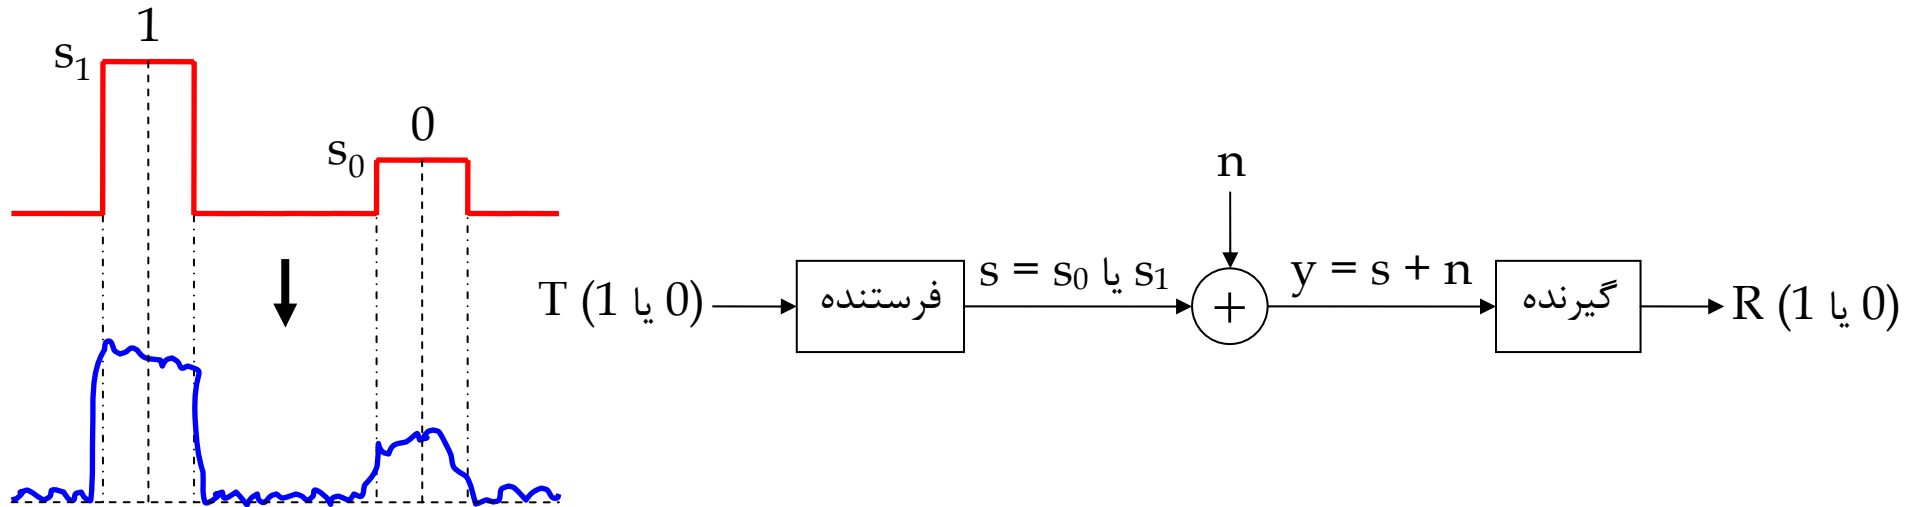 1
s₁
0
s₀
n
T (1 یا 0)
فرستنده
s = s₀ یا s₁
+
y = s + n
گیرنده
R (1 یا 0)